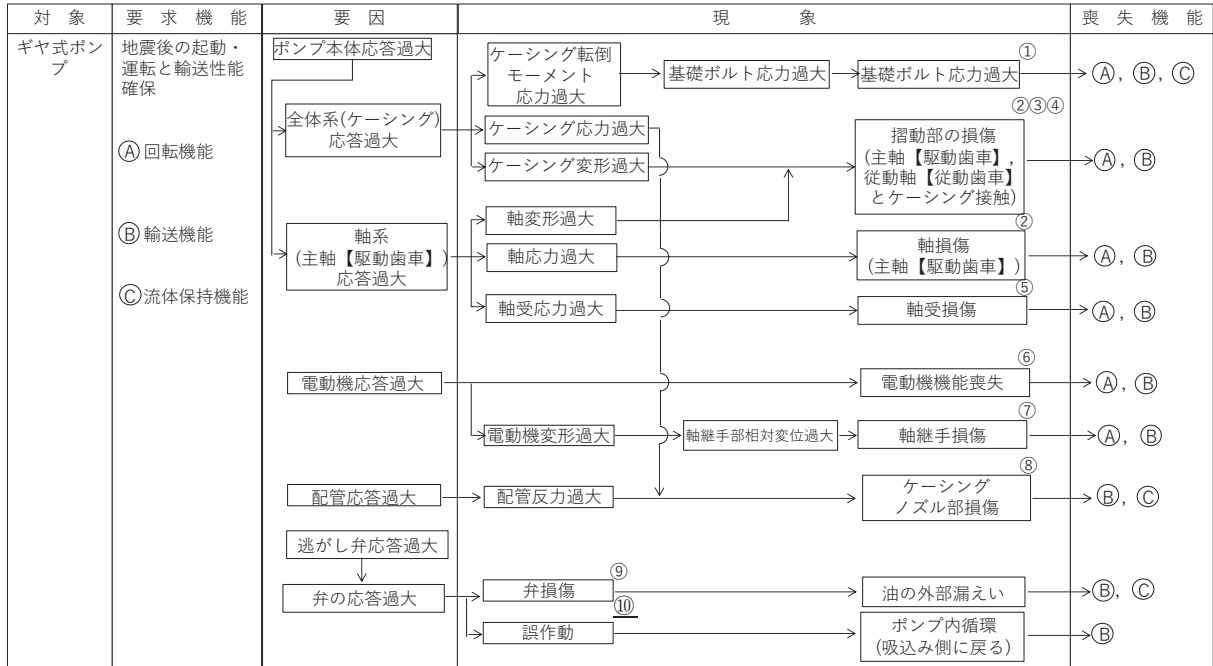 対象
要求機能
要因
現象
喪失機能
ギヤ式ポン
プ
地震後の起動・
運転と輸送性能
確保
Ⓐ回転機能
Ⓑ輸送機能
Ⓒ流体保持機能
ポンプ本体応答過大
全体系(ケーシング)
応答過大
ケーシング転倒
モーメント
応力過大
基礎ボルト応力過大
①
基礎ボルト応力過大
Ⓐ, Ⓑ, Ⓒ
ケーシング応力過大
ケーシング変形過大
②③④
摺動部の損傷
(主軸【駆動歯車】,
従動軸【従動歯車】
とケーシング接触)
Ⓐ, Ⓑ
軸系
(主軸【駆動歯車】)
応答過大
軸変形過大
軸応力過大
②
軸損傷
(主軸【駆動歯車】)
Ⓐ, Ⓑ
軸受応力過大
⑤
軸受損傷
Ⓐ, Ⓑ
電動機応答過大
⑥
電動機機能喪失
Ⓐ, Ⓑ
電動機変形過大
軸継手部相対変位過大
⑦
軸継手損傷
Ⓐ, Ⓑ
配管応答過大
配管反力過大
⑧
ケーシング
ノズル部損傷
Ⓑ, Ⓒ
逃がし弁応答過大
弁の応答過大
⑨
弁損傷
油の外部漏えい
Ⓑ, Ⓒ
⑩
誤作動
ポンプ内循環
(吸込み側に戻る)
Ⓑ